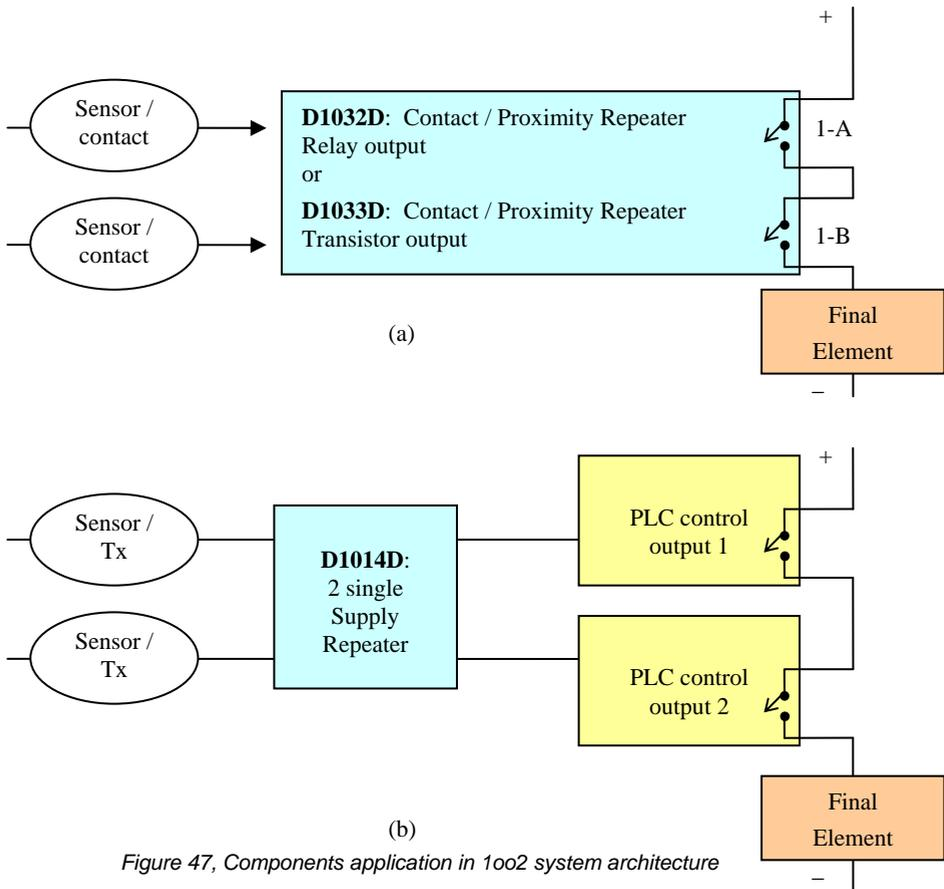 +
Sensor /
contact
D1032D: Contact / Proximity Repeater
Relay output
or
D1033D: Contact / Proximity Repeater
Transistor output
1-A
Sensor /
contact
1-B
Final
Element
–
(a)
+
Sensor /
Tx
D1014D:
2 single
Supply
Repeater
PLC control
output 1
Sensor /
Tx
PLC control
output 2
Final
Element
–
(b)
Figure 47, Components application in 1oo2 system architecture